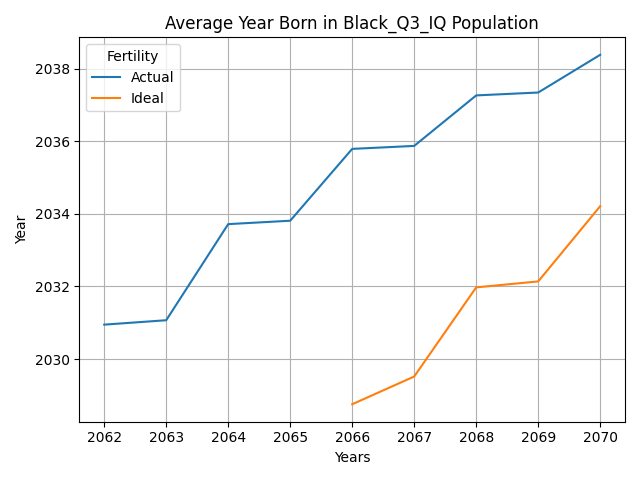 Average Year Born in Black_Q3_IQ Population
Fertility
Actual
Ideal
2038
2036
2034
2032
2030
Year
2062 2063 2064 2065 2066 2067 2068 2069 2070
Years